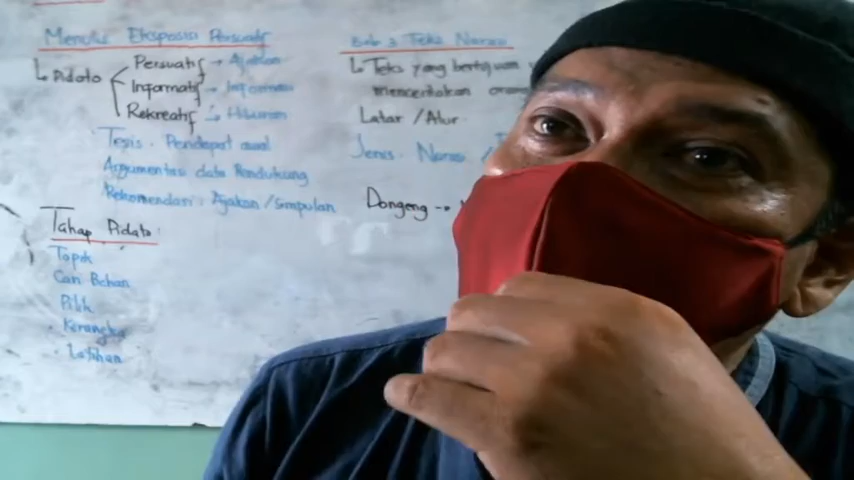 Menulis Eksposisi Persuatif
Pidato
Persuatif → Ajakan
Informatif → Informasi
Rekreatif : Hiburan
Tesis : Pendapat awal
Argumentasi data Pendukung
Rekomendasi : Ajakan / Simpulan
Tahap Pidato :
Topik
Cari Bahan
Pilih
Kerangka
Latihan
Bab 3 Teks Narasi
Teks yang bertujuan
menceritakan orang
Latar / Alur
Jenis . Narasi
Dongeng →